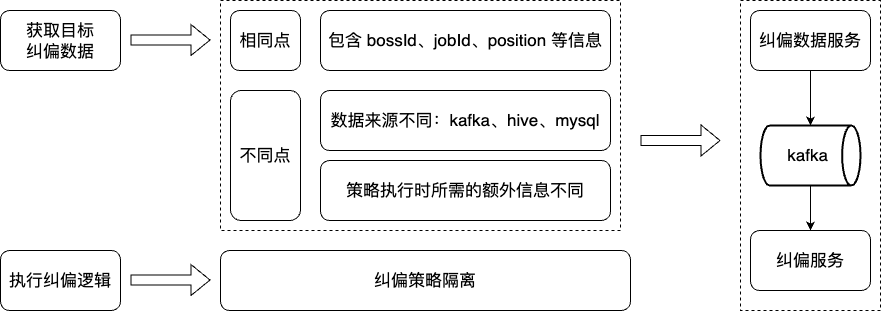 获取目标
纠偏数据
相同点
包含 bossId、jobId、position 等信息
不同点
数据来源不同：kafka、hive、mysql
策略执行时所需的额外信息不同
执行纠偏逻辑
纠偏策略隔离
纠偏数据服务
kafka
纠偏服务